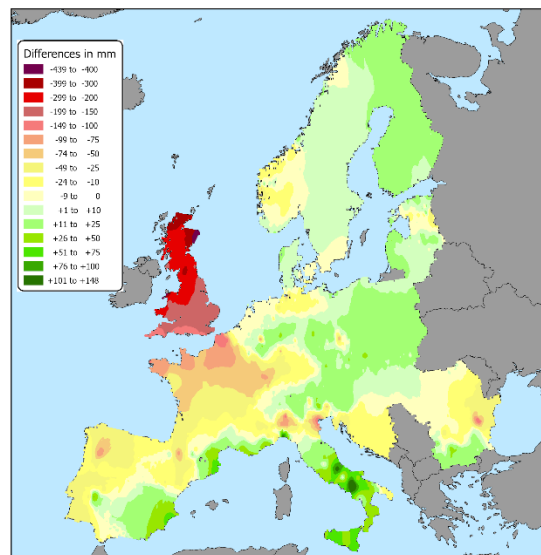 Differences in mm
-439 to -400
-399 to -300
-299 to -200
-199 to -150
-149 to -100
-99 to -75
-74 to -50
-49 to -25
-24 to -10
-9 to 0
+1 to +10
+11 to +25
+26 to +50
+51 to +75
+76 to +100
+101 to +148